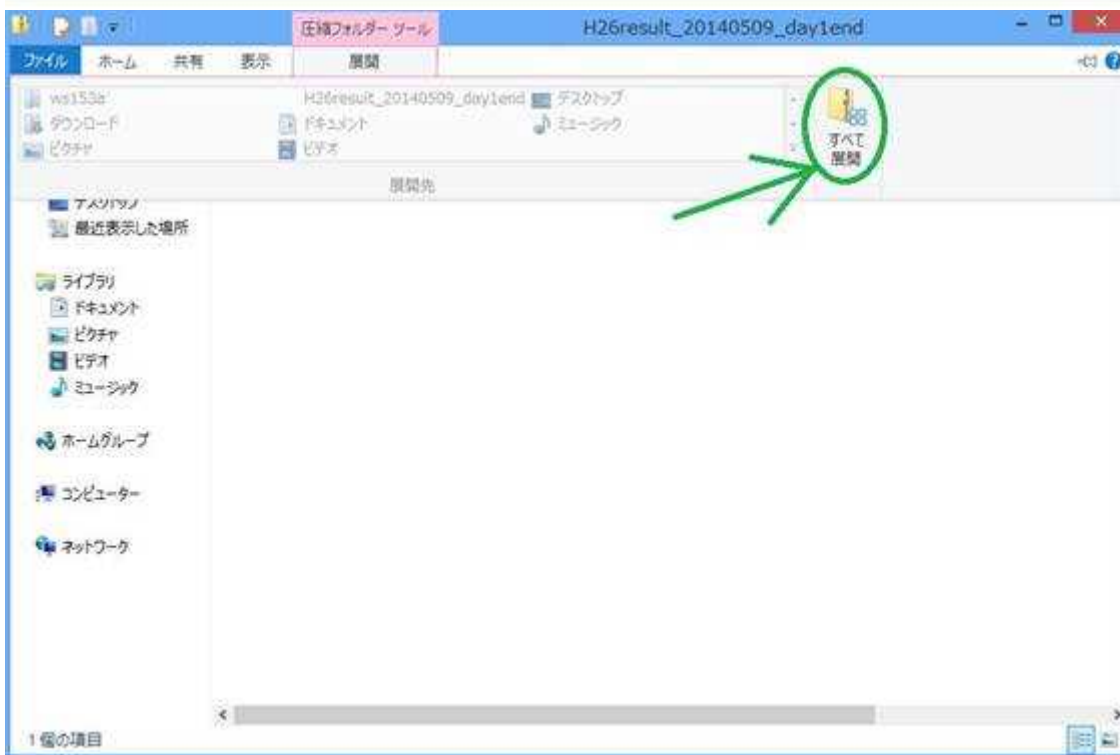 圧縮フォルダー ツール
H26result_20140509_day1end
ファイル ホーム 共有 表示 展開
ws153a
H26result_20140509_day1end
デスクトップ
ダウンロード
ドキュメント
ミュージック
ピクチャ
ビデオ
すべて
展開
展開先
デスクトップ
最近表示した場所
ライブラリ
ドキュメント
ピクチャ
ビデオ
ミュージック
ホームグループ
コンピューター
ネットワーク
1 個の項目